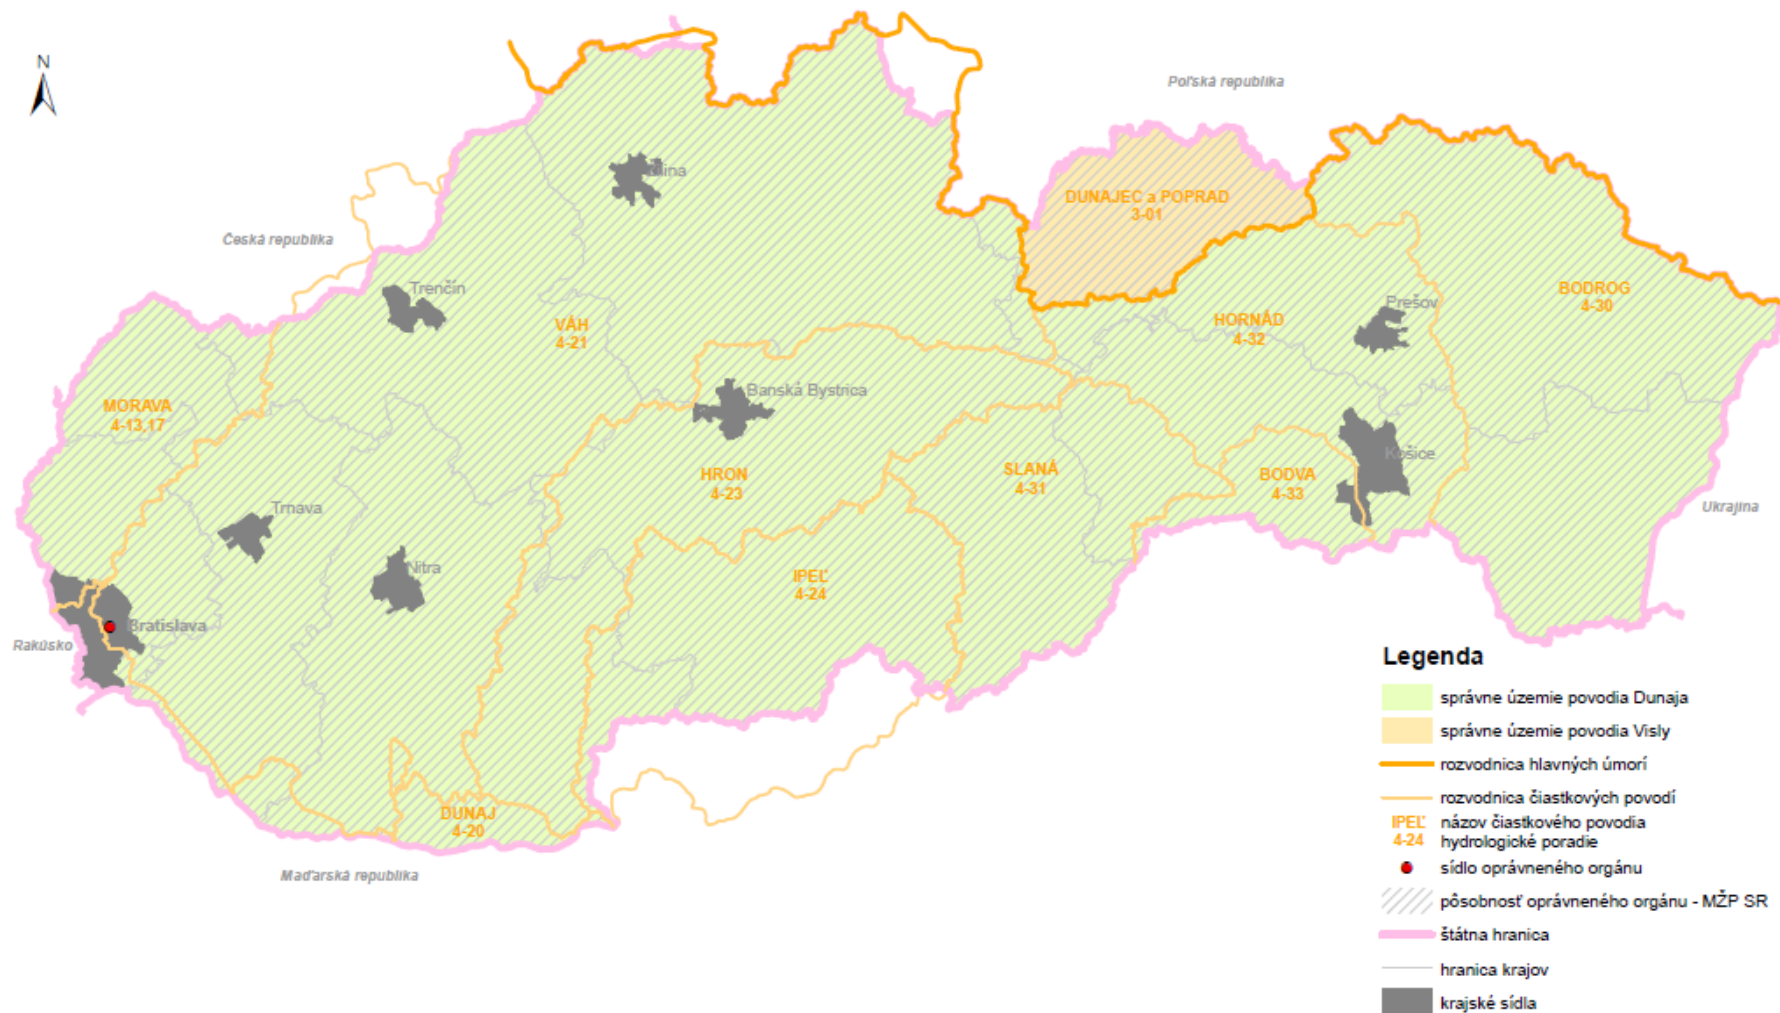 N
Poľská republika
DUNAJEC a POPRAD
3-01
Žilina
Česká republika
Trenčín
VÁH
4-21
BODROG
4-30
Prešov
HORNÁD
4-32
Banská Bystrica
MORAVA
4-13,17
HRON
4-23
SLANÁ
4-31
BODVA
4-33
Košice
Ukrajina
Trnava
Nitra
IPEĽ
4-24
Bratislava
Rakúsko
DUNAJ
4-20
Maďarská republika
Legenda
správne územie povodia Dunaja
správne územie povodia Visly
rozvodnica hlavných úmorí
rozvodnica čiastkových povodí
IPEĽ názov čiastkového povodia
4-24 hydrologické poradie
sídlo oprávneného orgánu
pôsobnosť oprávneného orgánu - MŽP SR
štátna hranica
hranica krajov
krajské sídla